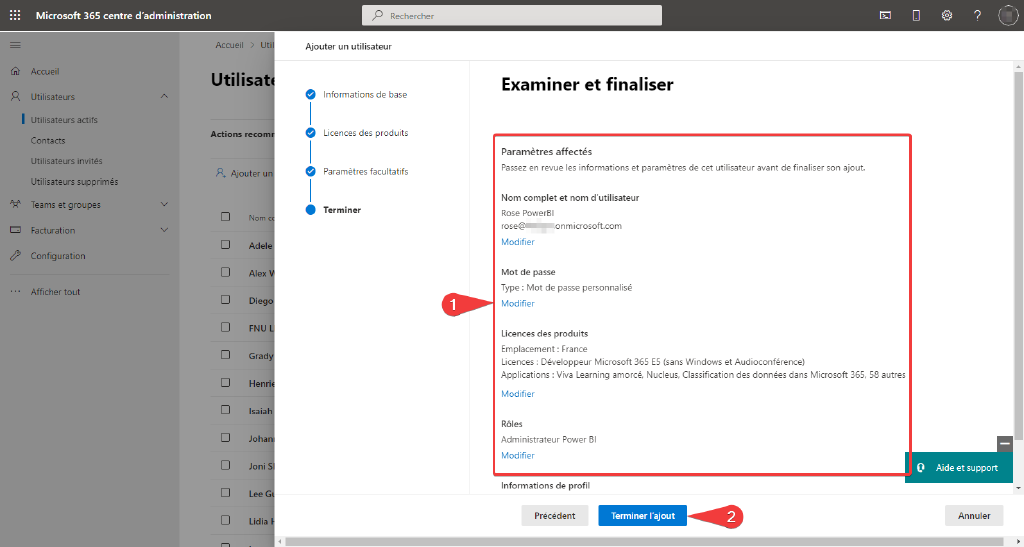 Microsoft 365 centre d'administration
Rechercher
?
Accueil
Utilisateurs
Utilisateurs actifs
Contacts
Utilisateurs invités
Utilisateurs supprimés
Teams et groupes
Facturation
Configuration
Afficher tout
Accueil > Uti
Utilisate
Actions recomm
Ajouter un
Nom co
Adele
Alex W
Diego
FNU L
Grady
Henrie
Isaiah
Johan
Joni Sh
Lee Gu
Lidia H
Ajouter un utilisateur
Informations de base
Licences des produits
Paramètres facultatifs
Terminer
Examiner et finaliser
Paramètres affectés
Passez en revue les informations et paramètres de cet utilisateur avant de finaliser son ajout.
Nom complet et nom d'utilisateur
Rose PowerBI
rose@ onmicrosoft.com
Modifier
Mot de passe
Type : Mot de passe personnalisé
1
Modifier
Licences des produits
Emplacement : France
Licences : Développeur Microsoft 365 E5 (sans Windows et Audioconférence)
Applications : Viva Learning amorcé, Nucleus, Classification des données dans Microsoft 365, 58 autres
Modifier
Rôles
Administrateur Power BI
Modifier
Informations de profil
Aide et support
Précédent
Terminer l'ajout
2
Annuler